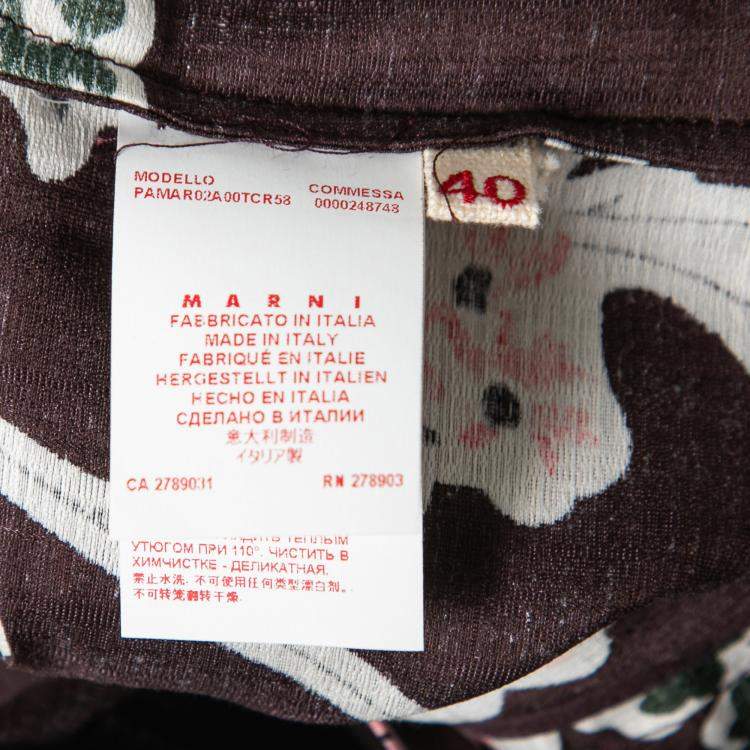 MODELLO
PAMAR02A00TCR58
COMMESSA
0000248748
40
MARNI
FABBRICATO IN ITALIA
MADE IN ITALY
FABRIQUÉ EN ITALIE
HERGESTELLT IN ITALIEN
HECHO EN ITALIA
СДЕЛАНО В ИТАЛИИ
意大利制造
イタリア製
CA 2789031
RN 278903
ТЕПЛЫМ
УТЮГОМ ПРИ 110°. ЧИСТИТЬ В
ХИМЧИСТКЕ - ДЕЛИКАТНАЯ.
禁止水洗. 不可使用任何类型漂白剂。.
不可转笼翻转干燥.